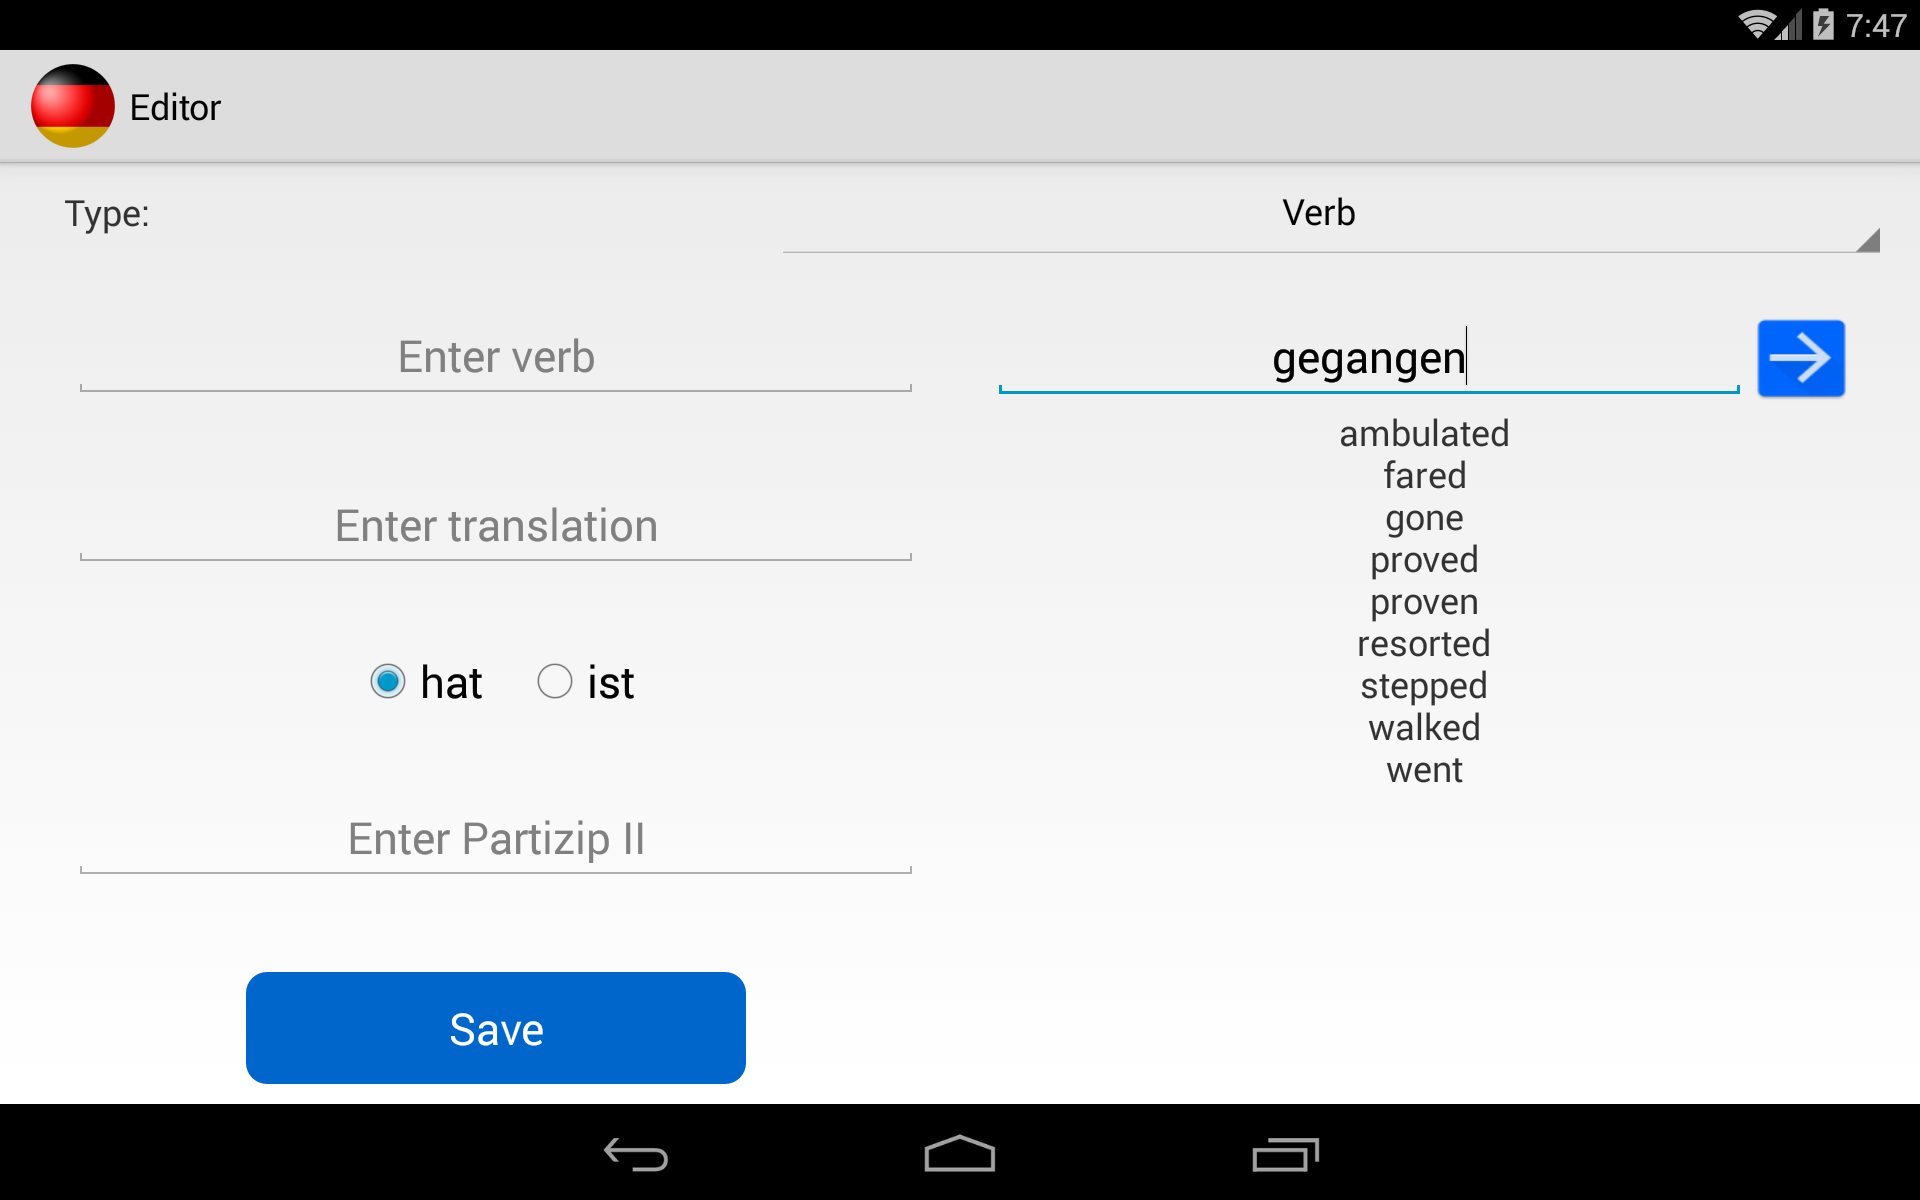 7:47
Editor
Type:
Verb
Enter verb
gegangen
Enter translation
hat
ist
Enter Partizip II
Save
ambulated
fared
gone
proved
proven
resorted
stepped
walked
went